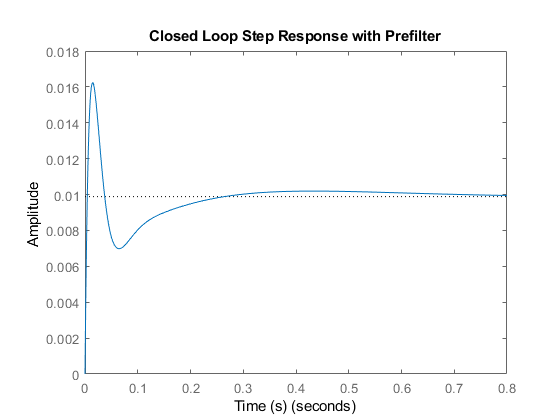 Closed Loop Step Response with Prefilter
0.018
0.016
0.014
0.012
0.01
0.008
0.006
0.004
0.002
0
Amplitude
0 0.1 0.2 0.3 0.4 0.5 0.6 0.7 0.8
Time (s) (seconds)